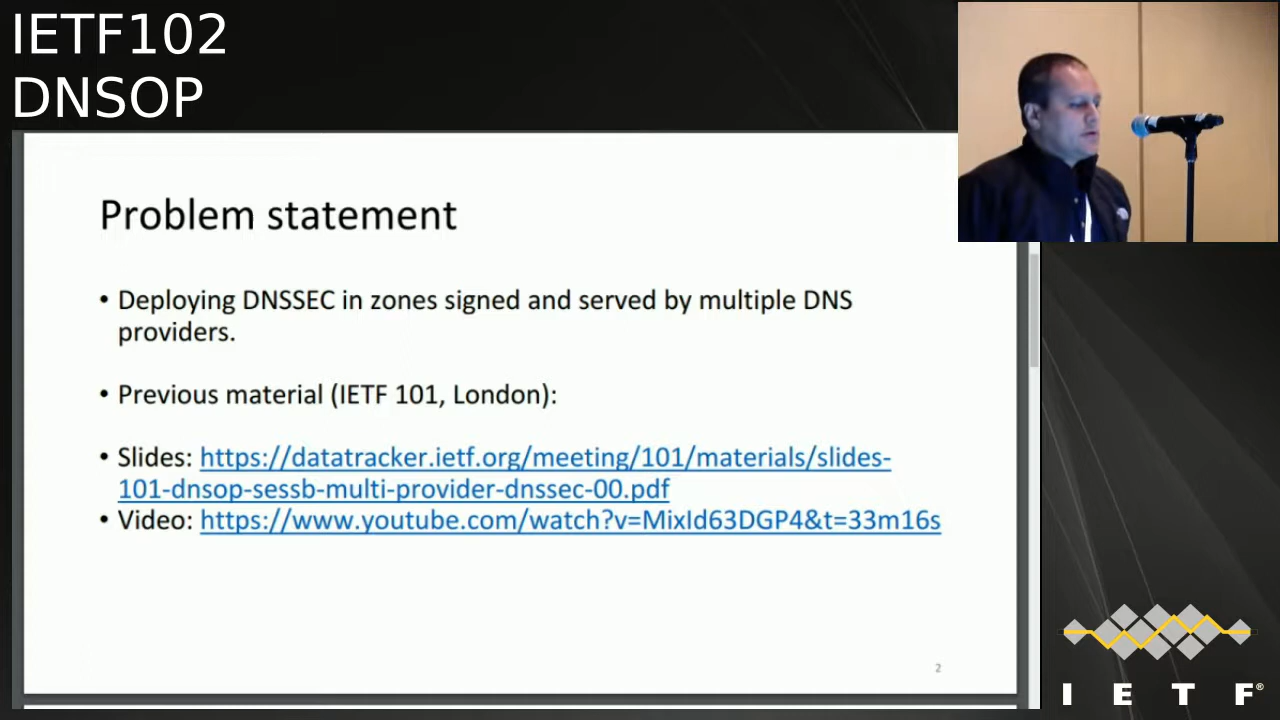 IETF102
DNSOP
Problem statement
• Deploying DNSSEC in zones signed and served by multiple DNS
providers.
• Previous material (IETF 101, London):
• Slides: https://datatracker.ietf.org/meeting/101/materials/slides-
101-dnsop-sessb-multi-provider-dnssec-00.pdf
• Video: https://www.youtube.com/watch?v=MixId63DGP4&t=33m16s
2
I E T F®